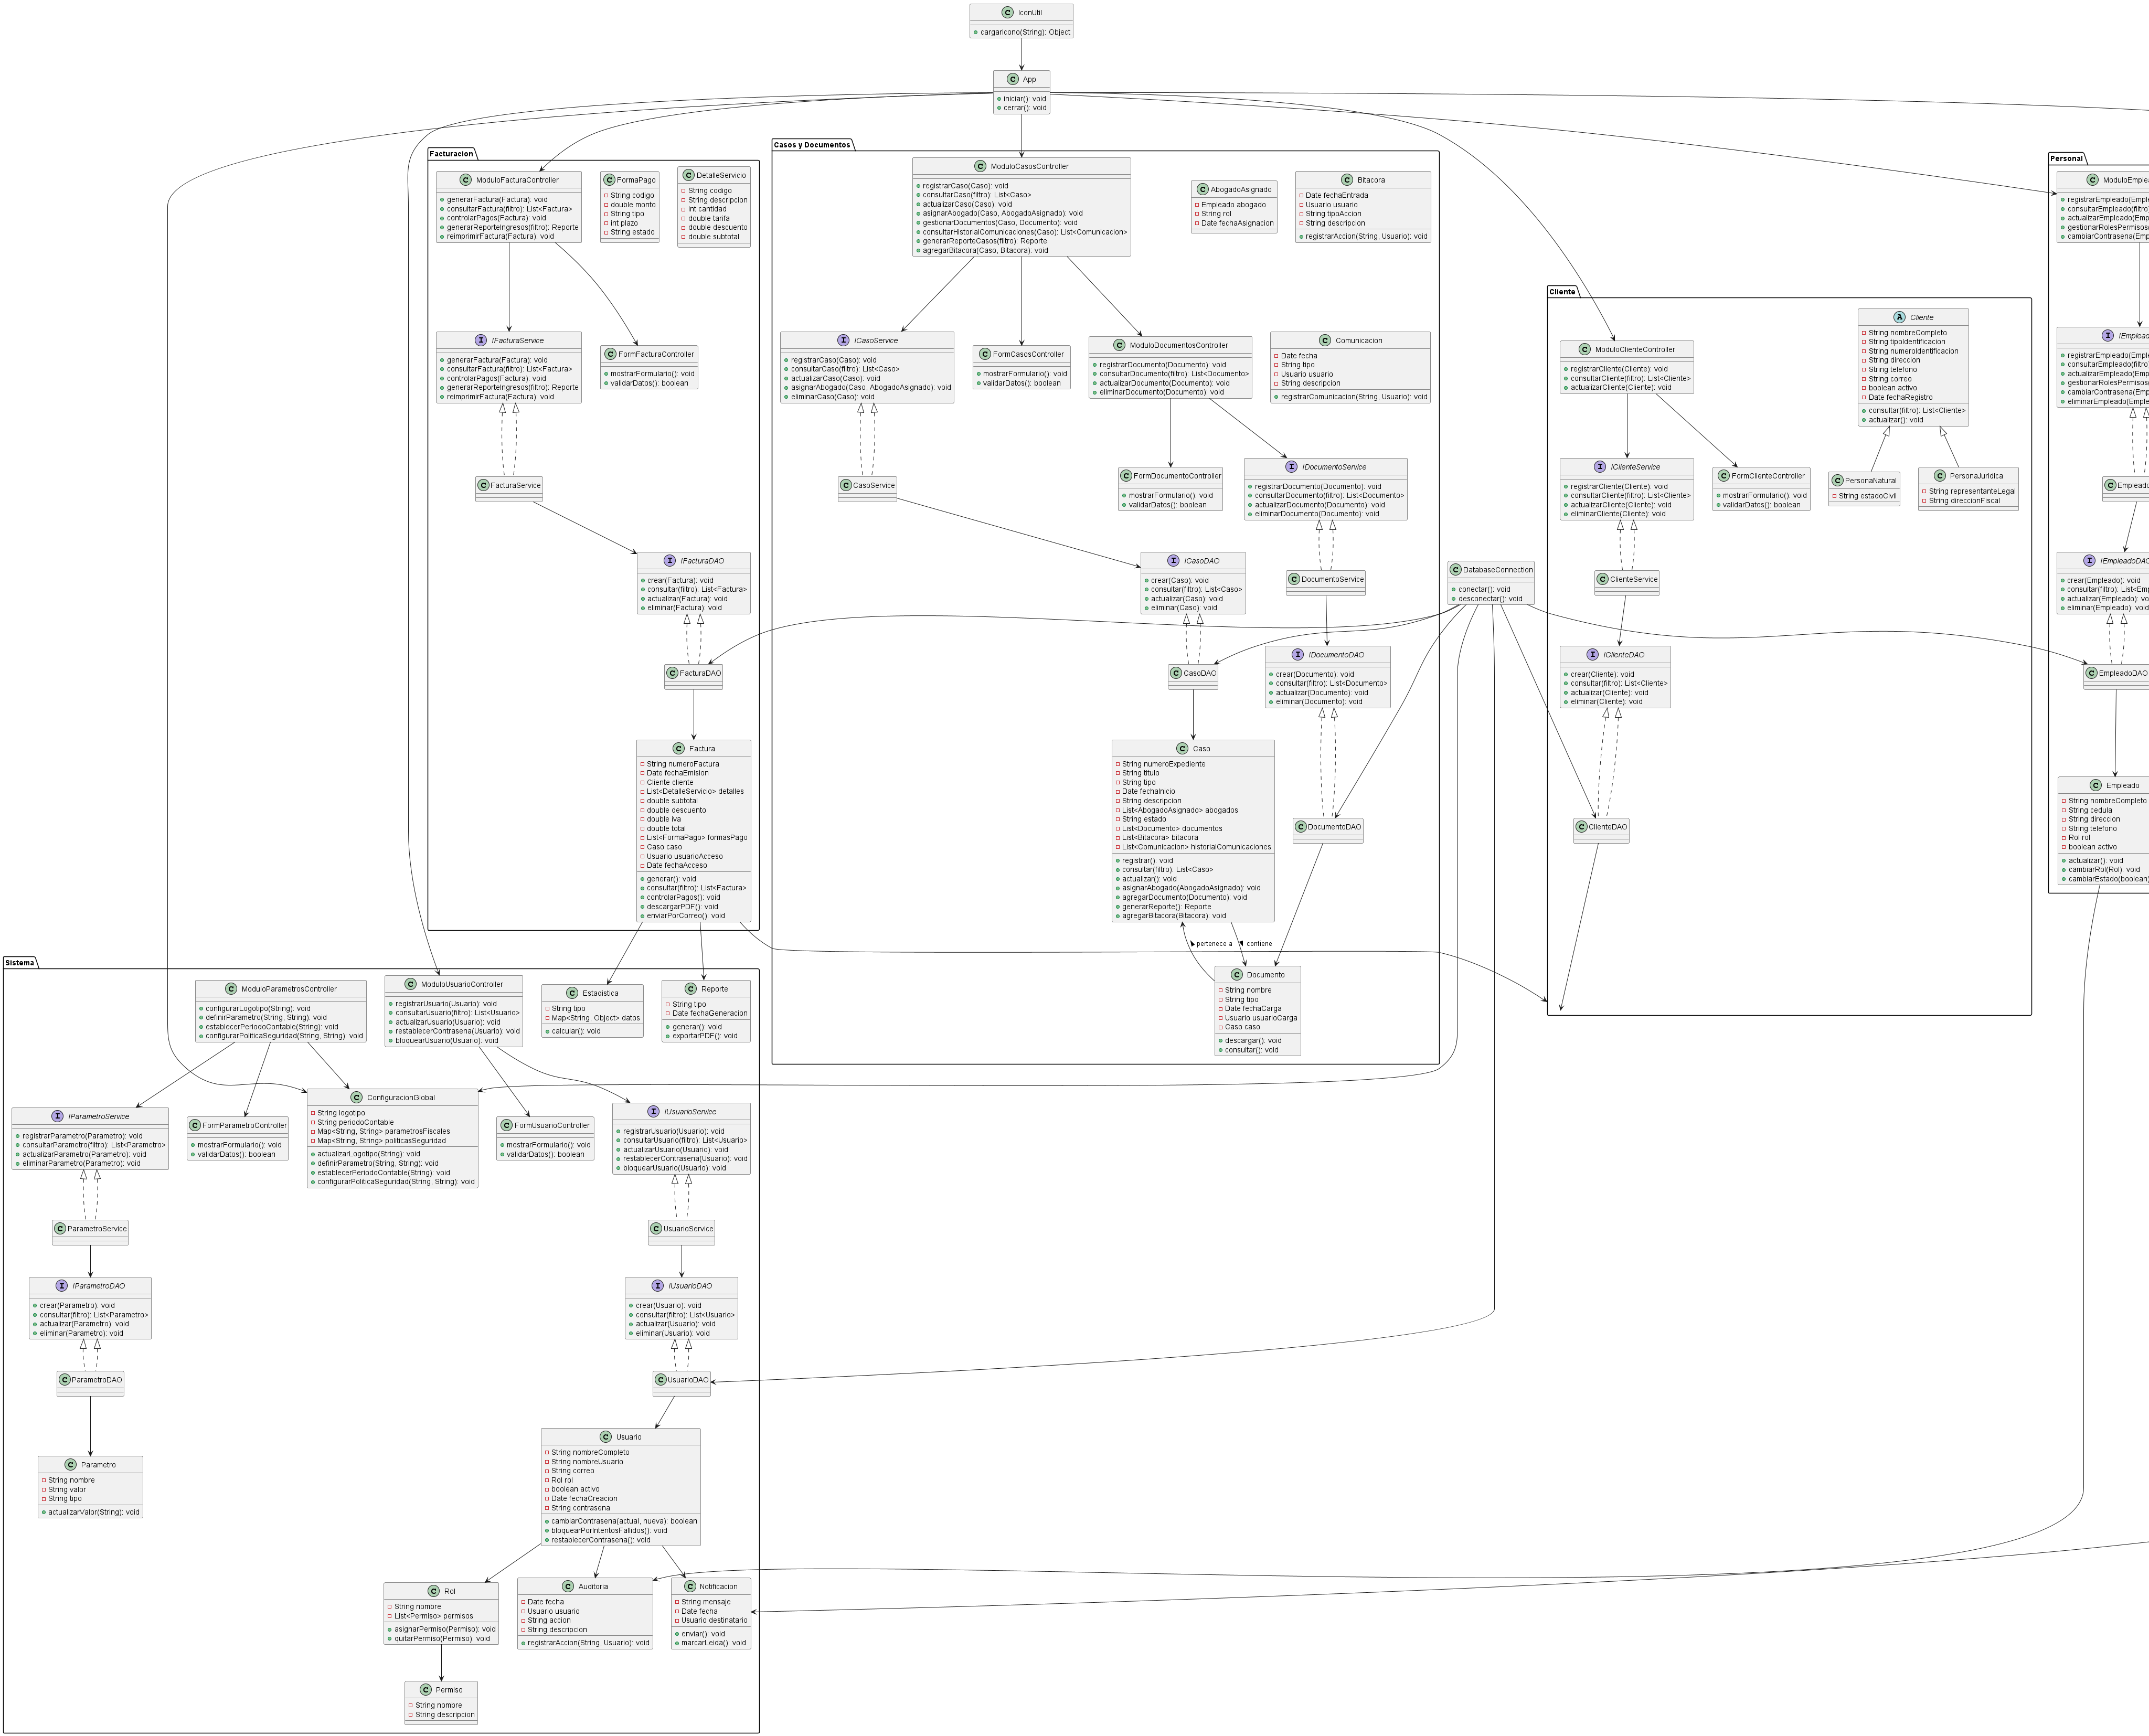 IconUtil
cargarIcono(String): Object
App
iniciar(): void
cerrar(): void
Facturacion
ModuloFacturaController
generarFactura(Factura): void
consultarFactura(filtro): List<Factura>
controlarPagos(Factura): void
generarReporteIngresos(filtro): Reporte
reimprimirFactura(Factura): void
FormaPago
String codigo
double monto
String tipo
int plazo
String estado
DetalleServicio
String codigo
String descripcion
int cantidad
double tarifa
double descuento
double subtotal
IFacturaService
generarFactura(Factura): void
consultarFactura(filtro): List<Factura>
controlarPagos(Factura): void
generarReporteIngresos(filtro): Reporte
reimprimirFactura(Factura): void
FormFacturaController
mostrarFormulario(): void
validarDatos(): boolean
FacturaService
IFacturaDAO
crear(Factura): void
consultar(filtro): List<Factura>
actualizar(Factura): void
eliminar(Factura): void
FacturaDAO
Factura
String numeroFactura
Date fechaEmision
Cliente cliente
List<DetalleServicio> detalles
double subtotal
double descuento
double iva
double total
List<FormaPago> formasPago
Caso caso
Usuario usuarioAcceso
Date fechaAcceso
generar(): void
consultar(filtro): List<Factura>
controlarPagos(): void
descargarPDF(): void
enviarPorCorreo(): void
Casos y Documentos
ModuloCasosController
registrarCaso(Caso): void
consultarCaso(filtro): List<Caso>
actualizarCaso(Caso): void
asignarAbogado(Caso, AbogadoAsignado): void
gestionarDocumentos(Caso, Documento): void
consultarHistorialComunicaciones(Caso): List<Comunicacion>
generarReporteCasos(filtro): Reporte
agregarBitacora(Caso, Bitacora): void
AbogadoAsignado
Empleado abogado
String rol
Date fechaAsignacion
Bitacora
Date fechaEntrada
Usuario usuario
String tipoAccion
String descripcion
registrarAccion(String, Usuario): void
ICasoService
registrarCaso(Caso): void
consultarCaso(filtro): List<Caso>
actualizarCaso(Caso): void
asignarAbogado(Caso, AbogadoAsignado): void
eliminarCaso(Caso): void
FormCasosController
mostrarFormulario(): void
validarDatos(): boolean
ModuloDocumentosController
registrarDocumento(Documento): void
consultarDocumento(filtro): List<Documento>
actualizarDocumento(Documento): void
eliminarDocumento(Documento): void
Comunicacion
Date fecha
String tipo
Usuario usuario
String descripcion
registrarComunicacion(String, Usuario): void
CasoService
FormDocumentoController
mostrarFormulario(): void
validarDatos(): boolean
IDocumentoService
registrarDocumento(Documento): void
consultarDocumento(filtro): List<Documento>
actualizarDocumento(Documento): void
eliminarDocumento(Documento): void
ICasoDAO
crear(Caso): void
consultar(filtro): List<Caso>
actualizar(Caso): void
eliminar(Caso): void
DocumentoService
CasoDAO
IDocumentoDAO
crear(Documento): void
consultar(filtro): List<Documento>
actualizar(Documento): void
eliminar(Documento): void
Caso
String numeroExpediente
String titulo
String tipo
Date fechaInicio
String descripcion
List<AbogadoAsignado> abogados
String estado
List<Documento> documentos
List<Bitacora> bitacora
List<Comunicacion> historialComunicaciones
registrar(): void
consultar(filtro): List<Caso>
actualizar(): void
asignarAbogado(AbogadoAsignado): void
agregarDocumento(Documento): void
generarReporte(): Reporte
agregarBitacora(Bitacora): void
DocumentoDAO
pertenece a
contiene
Documento
String nombre
String tipo
Date fechaCarga
Usuario usuarioCarga
Caso caso
descargar(): void
consultar(): void
DatabaseConnection
conectar(): void
desconectar(): void
Cliente
ModuloClienteController
registrarCliente(Cliente): void
consultarCliente(filtro): List<Cliente>
actualizarCliente(Cliente): void
Cliente
String nombreCompleto
String tipoIdentificacion
String numeroIdentificacion
String direccion
String telefono
String correo
boolean activo
Date fechaRegistro
consultar(filtro): List<Cliente>
actualizar(): void
IClienteService
registrarCliente(Cliente): void
consultarCliente(filtro): List<Cliente>
actualizarCliente(Cliente): void
eliminarCliente(Cliente): void
FormClienteController
mostrarFormulario(): void
validarDatos(): boolean
PersonaNatural
String estadoCivil
PersonaJuridica
String representanteLegal
String direccionFiscal
ClienteService
IClienteDAO
crear(Cliente): void
consultar(filtro): List<Cliente>
actualizar(Cliente): void
eliminar(Cliente): void
ClienteDAO
Personal
ModuloEmplea
registrarEmpleado(Emple
consultarEmpleado(filtro)
actualizarEmpleado(Emp
gestionarRolesPermisos(
cambiarContrasena(Emp
IEmplead
registrarEmpleado(Emple
consultarEmpleado(filtro)
actualizarEmpleado(Emp
gestionarRolesPermisos(
cambiarContrasena(Emp
eliminarEmpleado(Emple
Empleado
IEmpleadoDAO
crear(Empleado): void
consultar(filtro): List<Emp
actualizar(Empleado): vo
eliminar(Empleado): void
EmpleadoDAO
Empleado
String nombreCompleto
String cedula
String direccion
String telefono
Rol rol
boolean activo
actualizar(): void
cambiarRol(Rol): void
cambiarEstado(boolean)
Sistema
ModuloParametrosController
configurarLogotipo(String): void
definirParametro(String, String): void
establecerPeriodoContable(String): void
configurarPoliticaSeguridad(String, String): void
ModuloUsuarioController
registrarUsuario(Usuario): void
consultarUsuario(filtro): List<Usuario>
actualizarUsuario(Usuario): void
restablecerContrasena(Usuario): void
bloquearUsuario(Usuario): void
Estadistica
String tipo
Map<String, Object> datos
calcular(): void
Reporte
String tipo
Date fechaGeneracion
generar(): void
exportarPDF(): void
IParametroService
registrarParametro(Parametro): void
consultarParametro(filtro): List<Parametro>
actualizarParametro(Parametro): void
eliminarParametro(Parametro): void
FormParametroController
mostrarFormulario(): void
validarDatos(): boolean
ConfiguracionGlobal
String logotipo
String periodoContable
Map<String, String> parametrosFiscales
Map<String, String> politicasSeguridad
actualizarLogotipo(String): void
definirParametro(String, String): void
establecerPeriodoContable(String): void
configurarPoliticaSeguridad(String, String): void
FormUsuarioController
mostrarFormulario(): void
validarDatos(): boolean
IUsuarioService
registrarUsuario(Usuario): void
consultarUsuario(filtro): List<Usuario>
actualizarUsuario(Usuario): void
restablecerContrasena(Usuario): void
bloquearUsuario(Usuario): void
ParametroService
UsuarioService
IParametroDAO
crear(Parametro): void
consultar(filtro): List<Parametro>
actualizar(Parametro): void
eliminar(Parametro): void
IUsuarioDAO
crear(Usuario): void
consultar(filtro): List<Usuario>
actualizar(Usuario): void
eliminar(Usuario): void
ParametroDAO
UsuarioDAO
Parametro
String nombre
String valor
String tipo
actualizarValor(String): void
Usuario
String nombreCompleto
String nombreUsuario
String correo
Rol rol
boolean activo
Date fechaCreacion
String contrasena
cambiarContrasena(actual, nueva): boolean
bloquearPorIntentosFallidos(): void
restablecerContrasena(): void
Rol
String nombre
List<Permiso> permisos
asignarPermiso(Permiso): void
quitarPermiso(Permiso): void
Auditoria
Date fecha
Usuario usuario
String accion
String descripcion
registrarAccion(String, Usuario): void
Notificacion
String mensaje
Date fecha
Usuario destinatario
enviar(): void
marcarLeida(): void
Permiso
String nombre
String descripcion